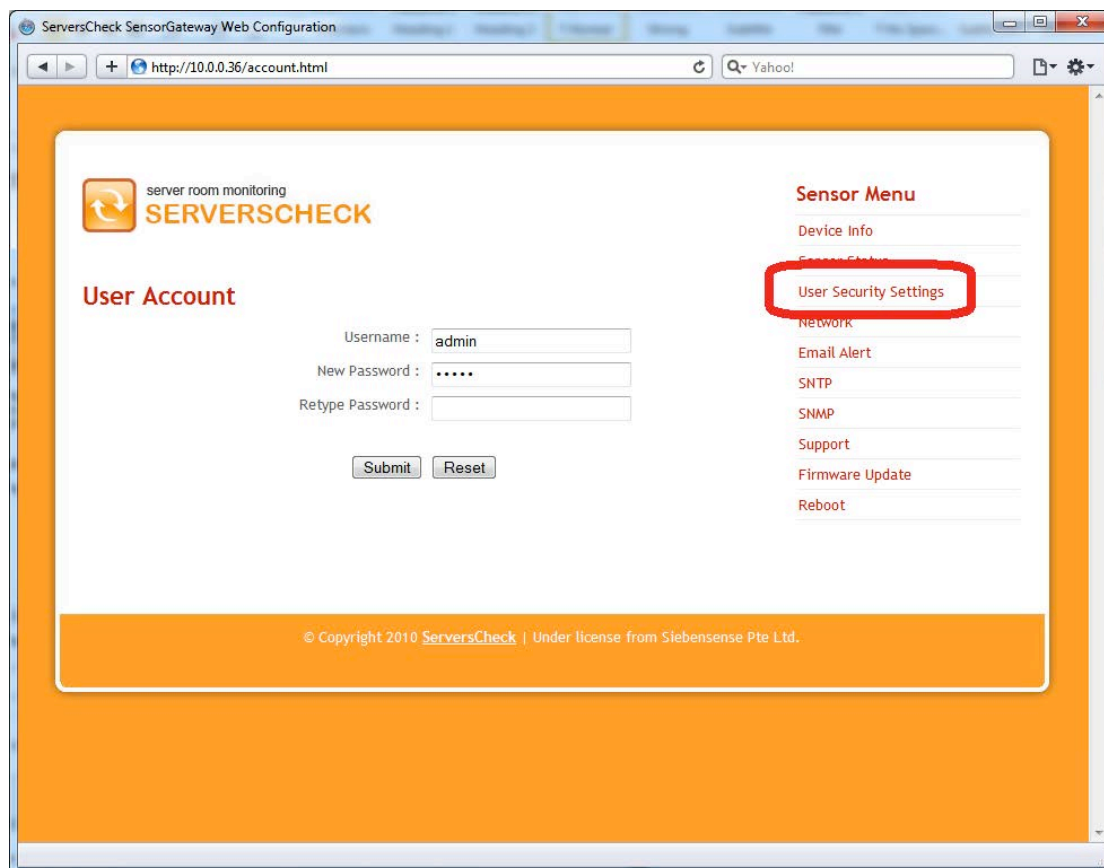 ServersCheck SensorGateway Web Configuration
http://10.0.0.36/account.html
Yahoo!
server room monitoring
SERVERSCHECK
User Account
Username :
admin
New Password :
•••••
Retype Password :
Submit
Reset
Sensor Menu
Device Info
Sensor Status
User Security Settings
Network
Email Alert
SNTP
SNMP
Support
Firmware Update
Reboot
© Copyright 2010 ServersCheck | Under license from Siebensense Pte Ltd.